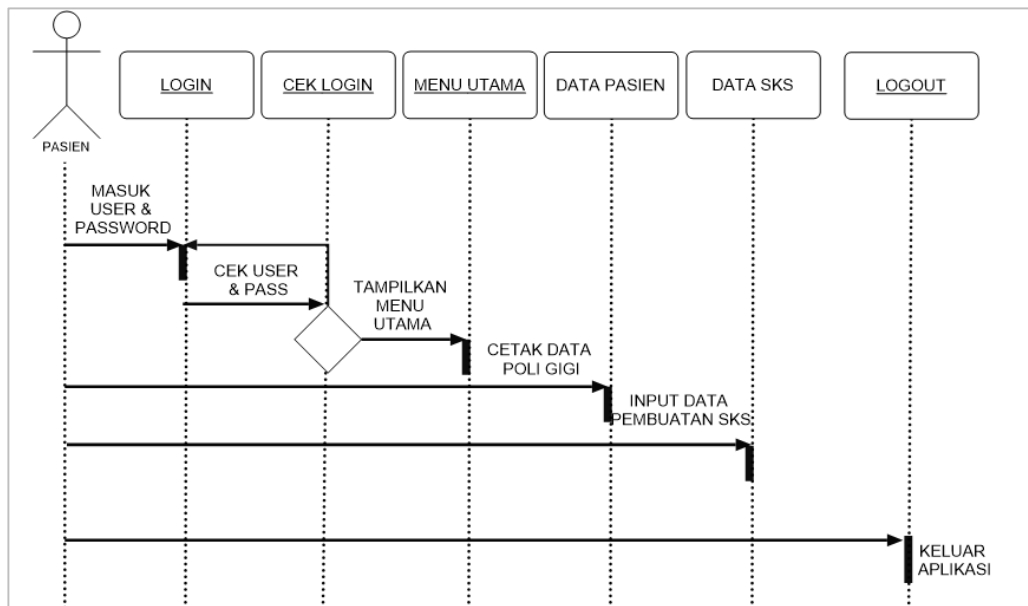 LOGIN
CEK LOGIN
MENU UTAMA
DATA PASIEN
DATA SKS
LOGOUT
PASIEN
MASUK
USER &
PASSWORD
CEK USER
& PASS
TAMPILKAN
MENU
UTAMA
CETAK DATA
POLI GIGI
INPUT DATA
PEMBUATAN SKS
KELUAR
APLIKASI